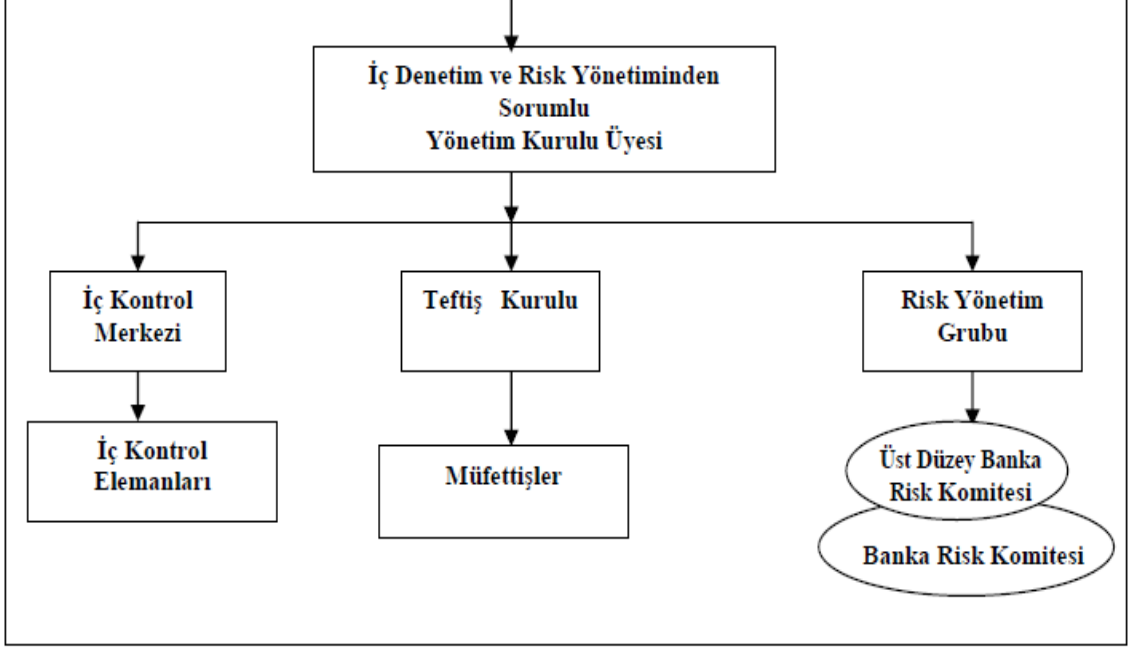 İç Denetim ve Risk Yönetiminden
Sorumlu
Yönetim Kurulu Üyesi
İç Kontrol
Merkezi
Teftiş Kurulu
Risk Yönetim
Grubu
İç Kontrol
Elemanları
Müfettişler
Üst Düzey Banka
Risk Komitesi
Banka Risk Komitesi